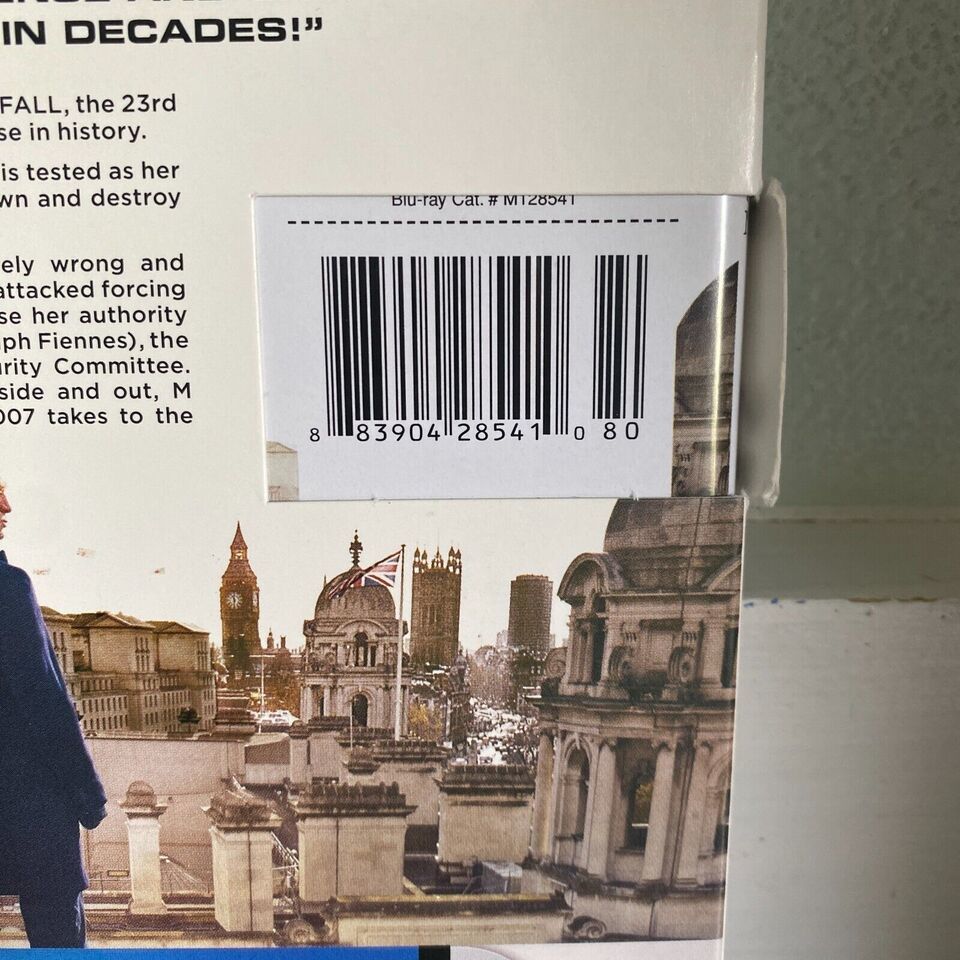 IN DECADES!”
FALL, the 23rd
se in history.
is tested as her
wn and destroy
ely wrong and
attacked forcing
se her authority
ph Fiennes), the
urity Committee.
side and out, M
007 takes to the
Blu-ray Cat. # M128541
8 83904 28541 0 80